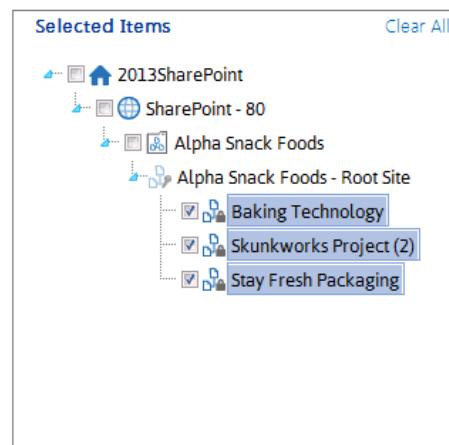 Selected Items Clear All
2013SharePoint
SharePoint - 80
Alpha Snack Foods
Alpha Snack Foods - Root Site
Baking Technology
Skunkworks Project (2)
Stay Fresh Packaging